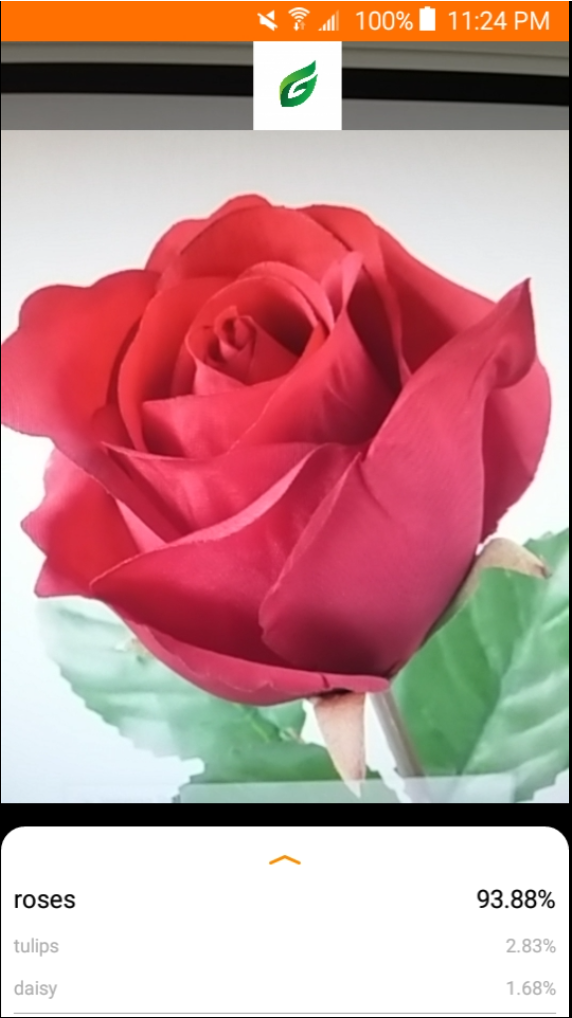 100% 11:24 PM
roses 93.88%
tulips 2.83%
daisy 1.68%